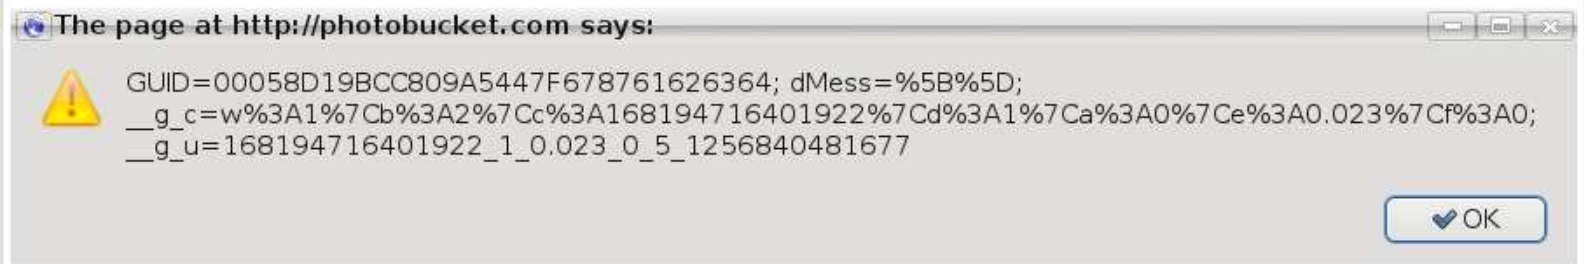 The page at http://photobucket.com says:
GUID=00058D19BCC809A5447F678761626364; dMess=%5B%5D;
__g_c=w%3A1%7Cb%3A2%7Cc%3A168194716401922%7Cd%3A1%7Ca%3A0%7Ce%3A0.023%7Cf%3A0;
__g_u=168194716401922_1_0.023_0_5_1256840481677
OK